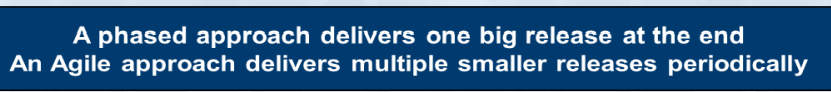 A phased approach delivers one big release at the end
An Agile approach delivers multiple smaller releases periodically